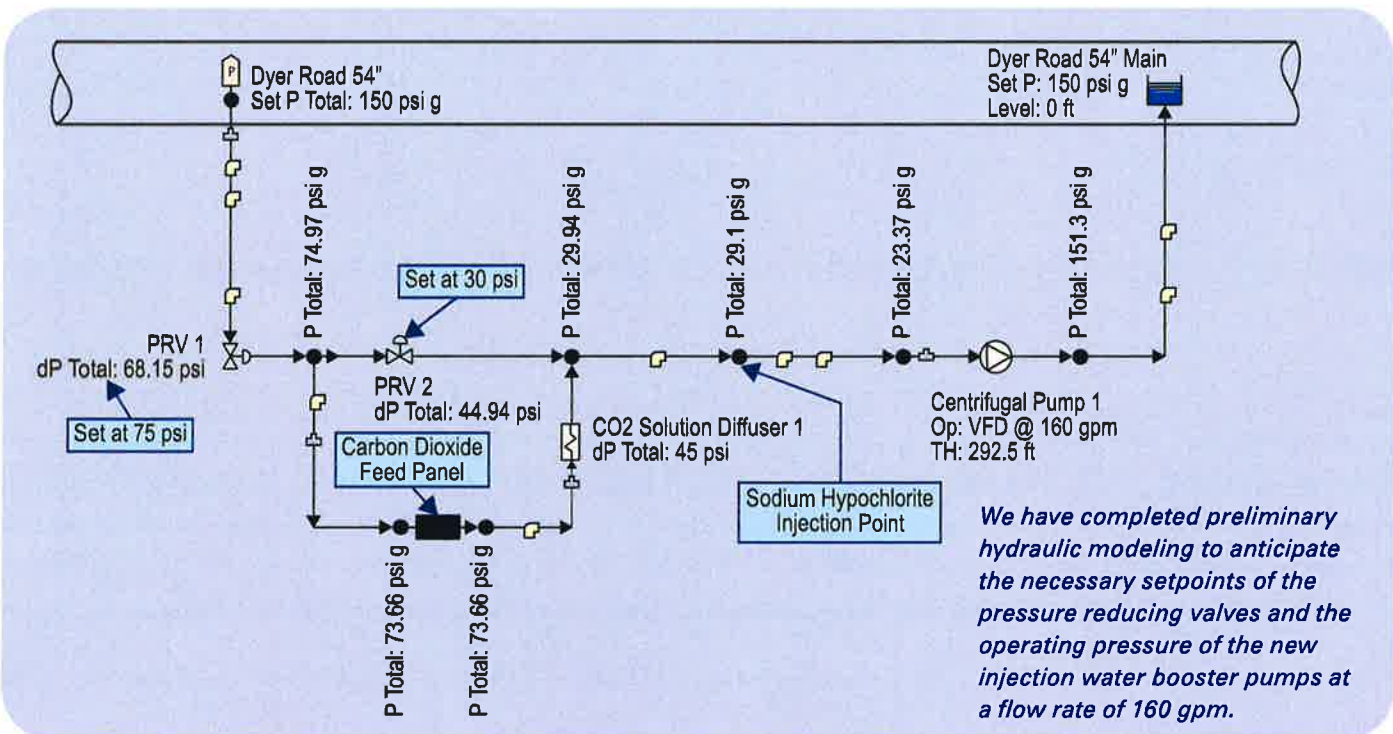 P
Dyer Road 54"
Set P Total: 150 psi g
Dyer Road 54" Main
Set P: 150 psi g
Level: 0 ft
P Total: 74.97 psi g
P Total: 29.94 psi g
P Total: 29.1 psi g
P Total: 23.37 psi g
P Total: 151.3 psi g
Set at 30 psi
PRV 1
dP Total: 68.15 psi
Set at 75 psi
PRV 2
dP Total: 44.94 psi
Carbon Dioxide
Feed Panel
CO2 Solution Diffuser 1
dP Total: 45 psi
Centrifugal Pump 1
Op: VFD @ 160 gpm
TH: 292.5 ft
Sodium Hypochlorite
Injection Point
P Total: 73.66 psi g
P Total: 73.66 psi g
We have completed preliminary
hydraulic modeling to anticipate
the necessary setpoints of the
pressure reducing valves and the
operating pressure of the new
injection water booster pumps at
a flow rate of 160 gpm.